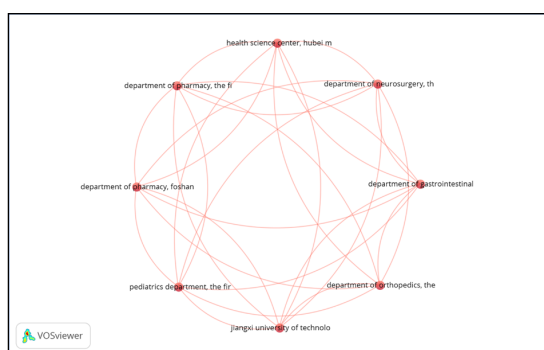 health science center, hubei m
department of pharmacy, the fi
department of neurosurgery, th
department of pharmacy, foshan
department of gastrointestinal
pediatrics department, the fir
department of orthopedics, the
jiangxi university of technolo
VOSviewer